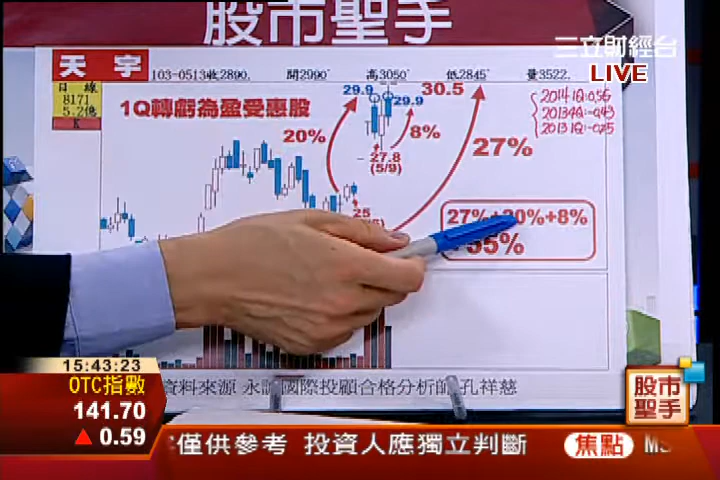 股市聖手
三立財經台
LIVE
天宇
103-0513收2890. 開2990 高3050 低2845 量3522.
日線
8171
5.2億
K
1Q轉虧為盈受惠股
29.9
29.9
30.5
2014 1Q:0.56
2013 4Q:-0.43
2013 1Q:-0.15
20%
8%
27%
27.8
(5/9)
25
27%+20%+8%
55%
15:43:23
OTC指數
141.70
▲0.59
資料來源 永誠國際投顧合格分析師 孔祥慈
股市
聖手
僅供參考 投資人應獨立判斷
焦點